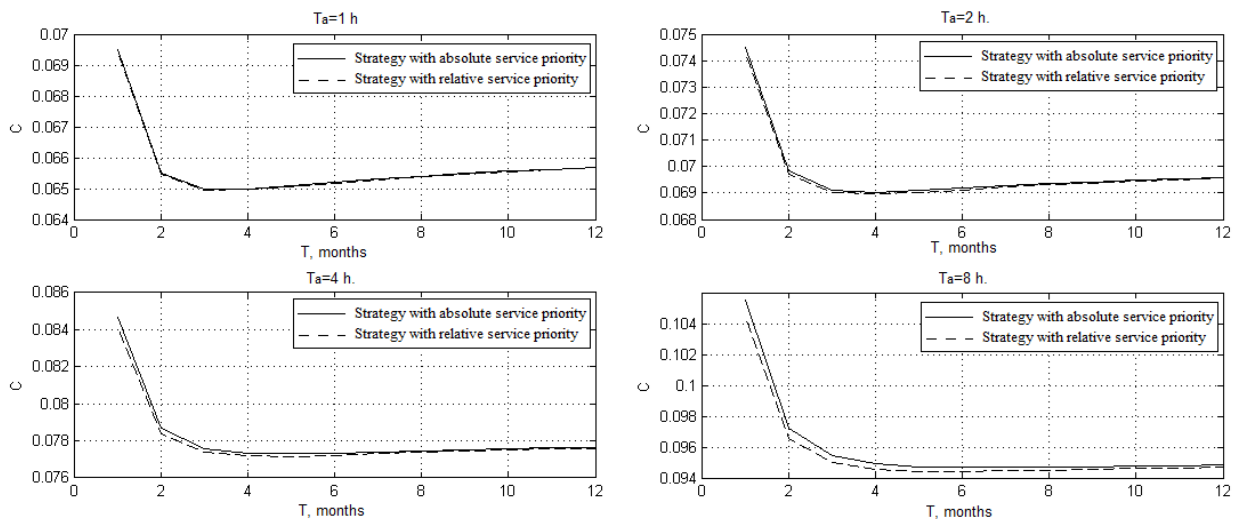 Ta=1 h
0.07
0.069
0.068
0.067
0.066
0.065
0.064
C
Strategy with absolute service priority
Strategy with relative service priority
0 2 4 6 8 10 12
T, months
Ta=2 h.
0.075
0.074
0.073
0.072
0.071
0.07
0.069
0.068
C
Strategy with absolute service priority
Strategy with relative service priority
0 2 4 6 8 10 12
T, months
Ta=4 h.
0.086
0.084
0.082
0.08
0.078
0.076
C
Strategy with absolute service priority
Strategy with relative service priority
0 2 4 6 8 10 12
T, months
Ta=8 h.
0.104
0.102
0.1
0.098
0.096
0.094
C
Strategy with absolute service priority
Strategy with relative service priority
0 2 4 6 8 10 12
T, months